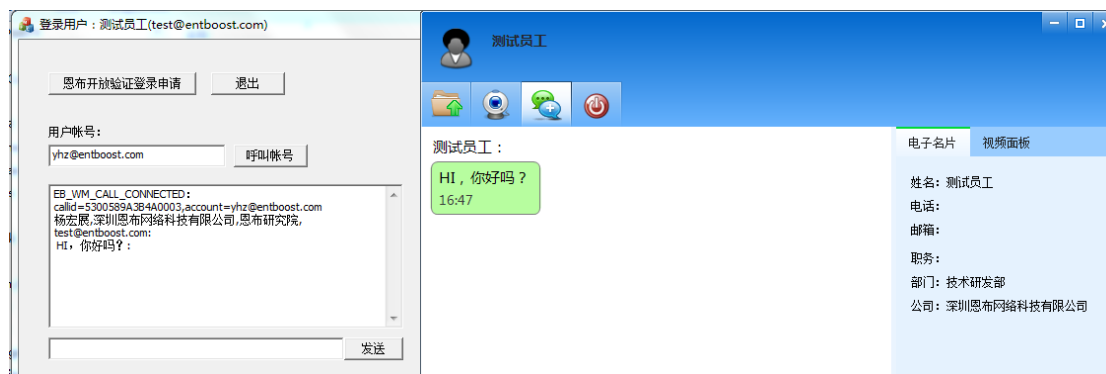 登录用户：测试员工(test@entboost.com)
恩布开放验证登录申请
退出
用户帐号：
yhz@entboost.com
呼叫帐号
EB_WM_CALL_CONNECTED:
callid=5300589A3B4A0003,account=yhz@entboost.com
杨宏展,深圳恩布网络科技有限公司,恩布研究院,
test@entboost.com:
HI，你好吗?：
发送
测试员工
测试员工：
HI，你好吗？
16:47
电子名片
视频面板
姓名：测试员工
电话：
邮箱：
职务：
部门：技术研发部
公司：深圳恩布网络科技有限公司